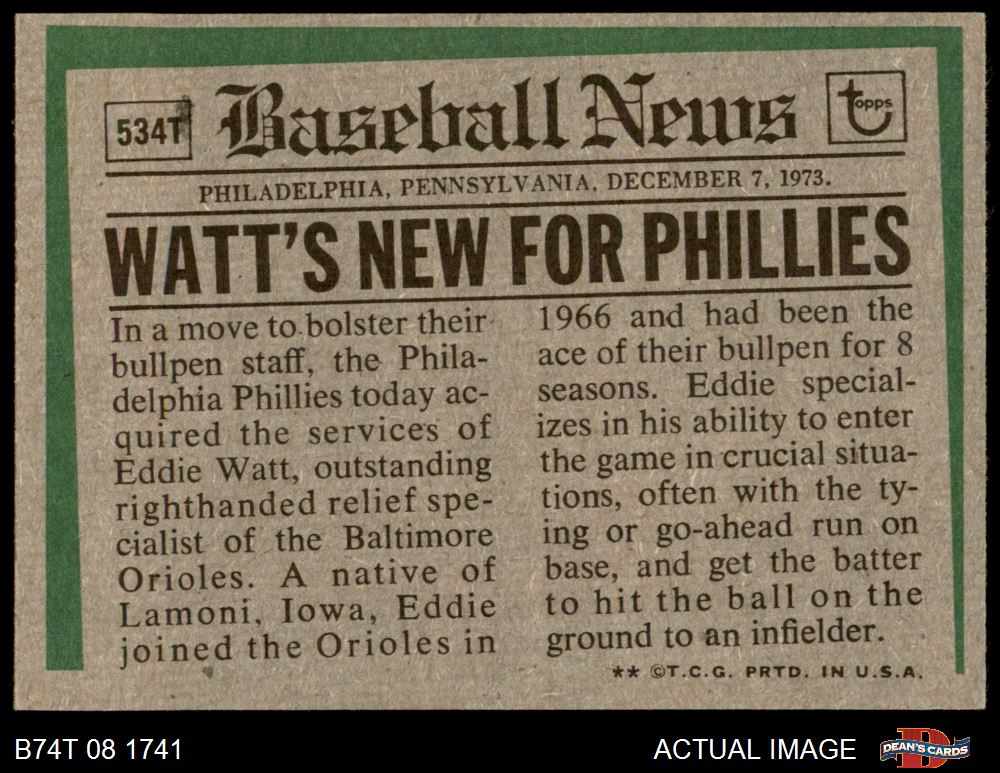 534T
Baseball News
topps
PHILADELPHIA, PENNSYLVANIA, DECEMBER 7, 1973.
WATT'S NEW FOR PHILLIES
In a move to bolster their
bullpen staff, the Phila-
delphia Phillies today ac-
quired the services of
Eddie Watt, outstanding
righthanded relief spe-
cialist of the Baltimore
Orioles. A native of
Lamoni, Iowa, Eddie
joined the Orioles in
1966 and had been the
ace of their bullpen for 8
seasons. Eddie special-
izes in his ability to enter
the game in crucial situa-
tions, often with the ty-
ing or go-ahead run on
base, and get the batter
to hit the ball on the
ground to an infielder.
** ©T.C.G. PRTD. IN U.S.A.
B74T 08 1741
ACTUAL IMAGE
DEAN'S CARDS